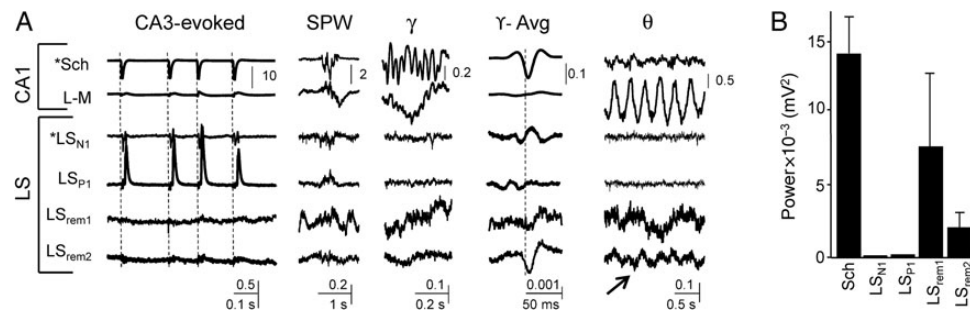 A
CA3-evoked SPW γ ϒ- Avg θ
CA1
*Sch
10 2 0.2 0.1 0.5
L-M
LS
*LSN1
LSP1
LSrem1
LSrem2
0.5 0.2 0.1 0.001 0.1
0.1 s 1 s 0.2 s 50 ms 0.5 s
B
Power×10−3 (mV2)
15
10
5
0
Sch LSN1 LSP1 LSrem1 LSrem2